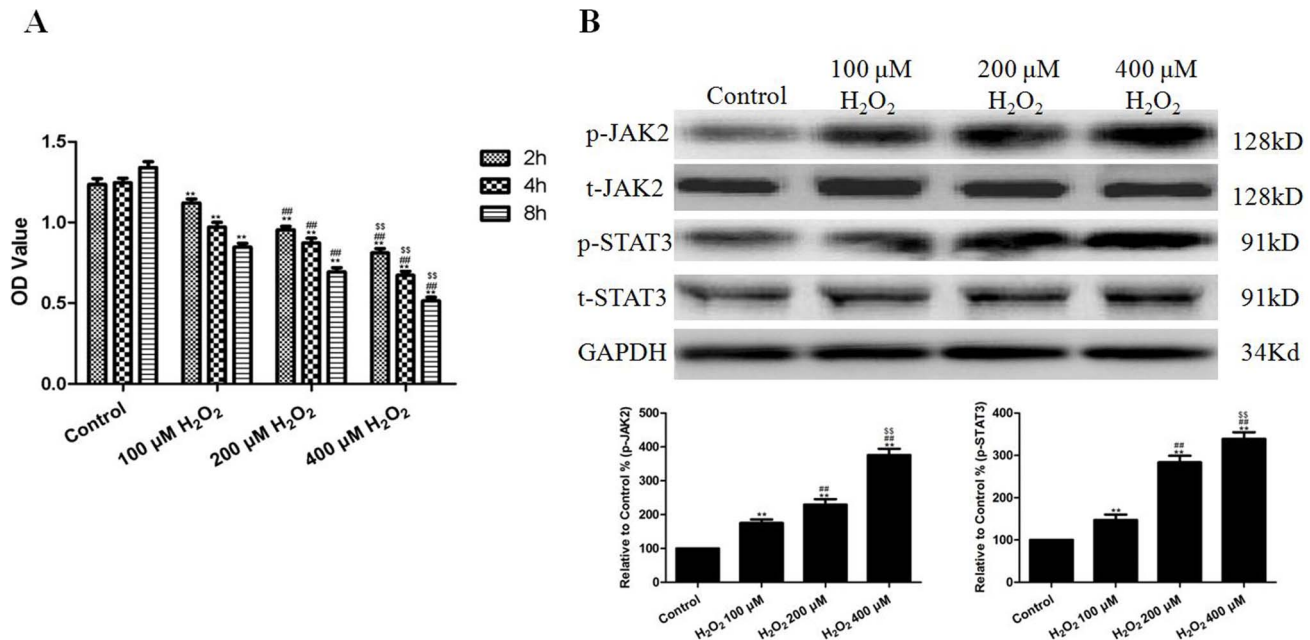 A
OD Value
1.5
1.0
0.5
0.0
2h
4h
8h
**
**
**
##
**
##
**
##
**
$$
##
**
$$
##
**
$$
##
**
Control
100 μM H₂O₂
200 μM H₂O₂
400 μM H₂O₂
B
Control
100 μM
H₂O₂
200 μM
H₂O₂
400 μM
H₂O₂
p-JAK2
128kD
t-JAK2
128kD
p-STAT3
91kD
t-STAT3
91kD
GAPDH
34Kd
Relative to Control % (p-JAK2)
500
400
300
200
100
0
**
##
**
$$
##
**
Control
H₂O₂ 100 μM
H₂O₂ 200 μM
H₂O₂ 400 μM
Relative to Control % (p-STAT3)
400
300
200
100
0
**
##
**
$$
##
**
Control
H₂O₂ 100 μM
H₂O₂ 200 μM
H₂O₂ 400 μM